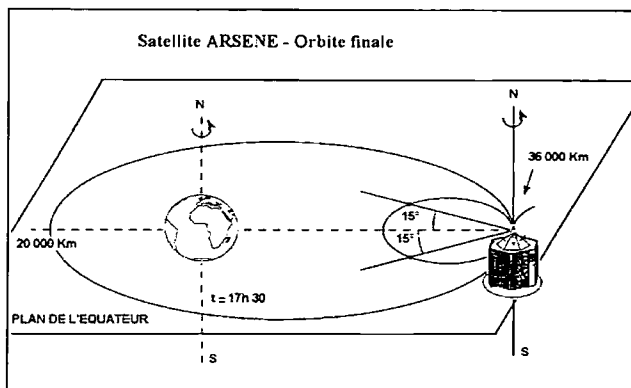 Satellite ARSENE - Orbite finale
N
N
36 000 Km
15°
15°
20 000 Km
t = 17h 30
PLAN DE L'EQUATEUR
S
S